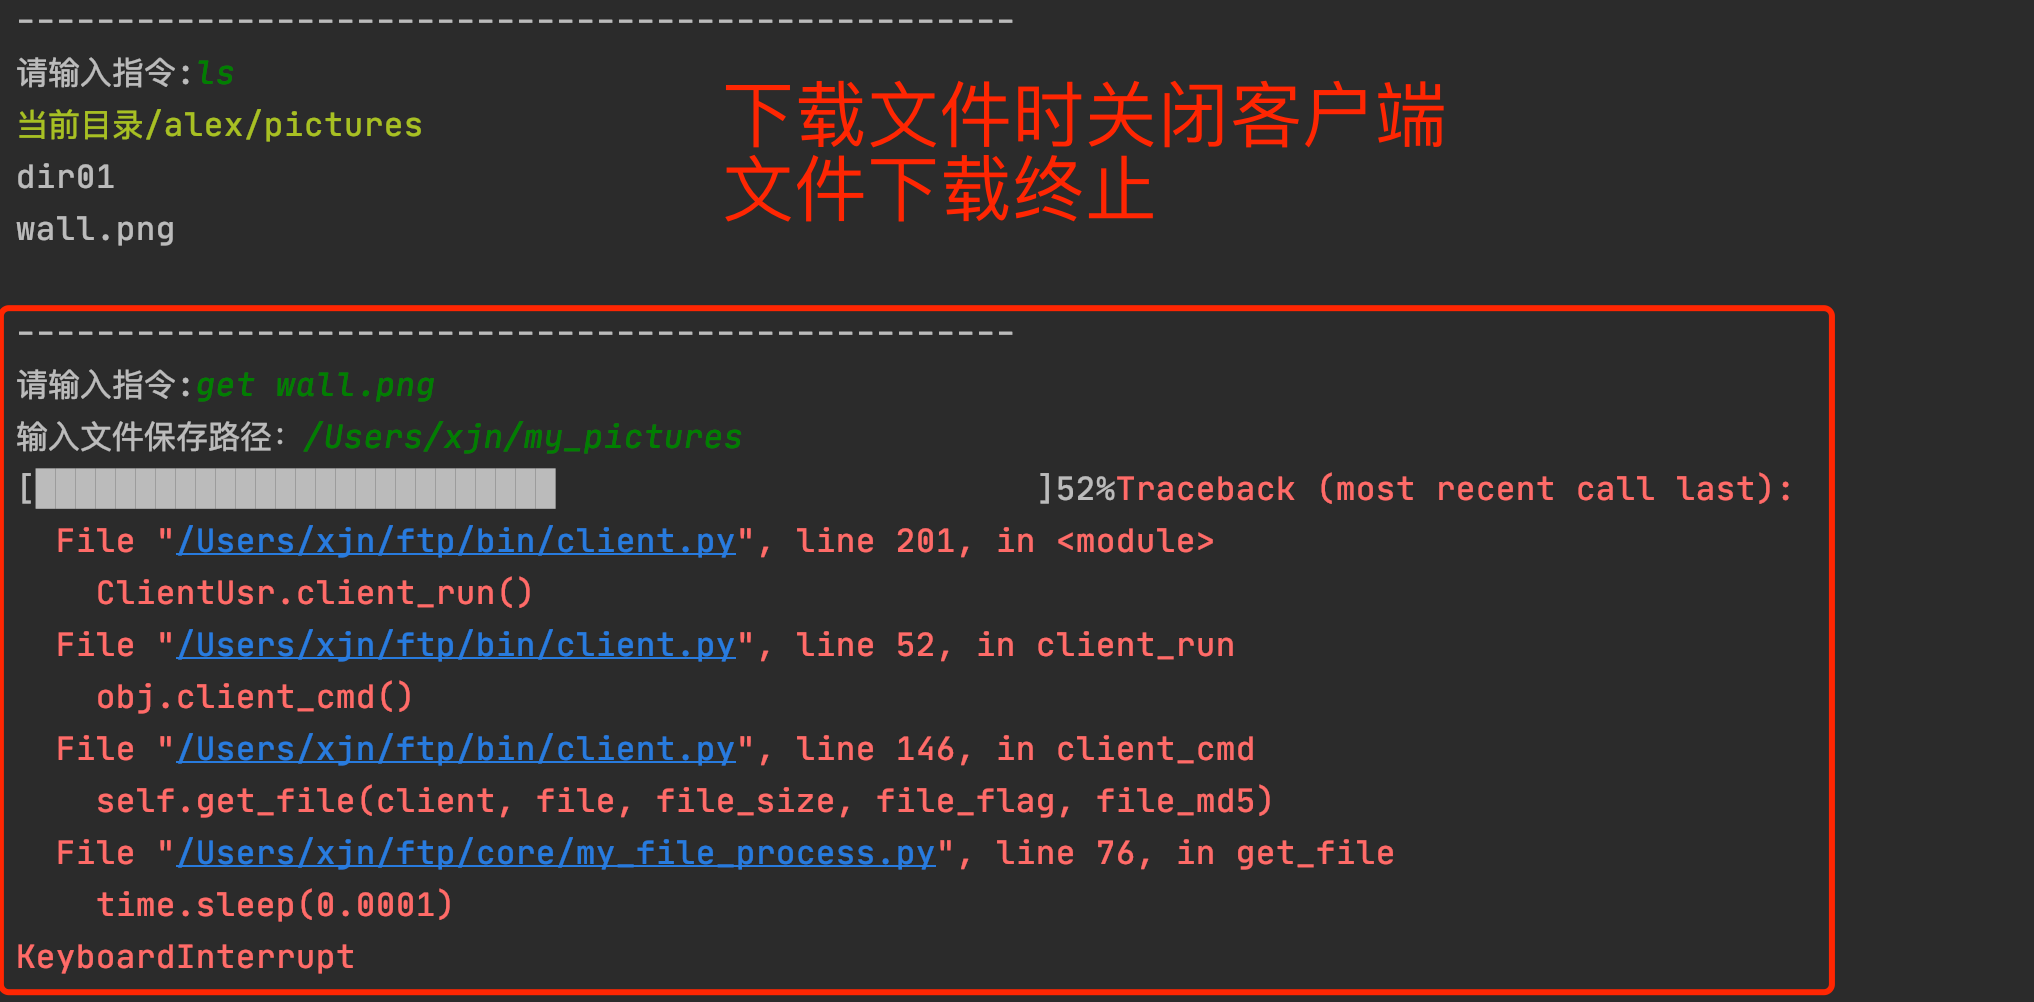 --------------------------------------------------
请输入指令:ls
当前目录/alex/pictures
dir01
wall.png
下载文件时关闭客户端
文件下载终止
--------------------------------------------------
请输入指令:get wall.png
输入文件保存路径: /Users/xjn/my_pictures
[██████████████████████████                        ]52%Traceback (most recent call last):
  File "/Users/xjn/ftp/bin/client.py", line 201, in <module>
    ClientUsr.client_run()
  File "/Users/xjn/ftp/bin/client.py", line 52, in client_run
    obj.client_cmd()
  File "/Users/xjn/ftp/bin/client.py", line 146, in client_cmd
    self.get_file(client, file, file_size, file_flag, file_md5)
  File "/Users/xjn/ftp/core/my_file_process.py", line 76, in get_file
    time.sleep(0.0001)
KeyboardInterrupt